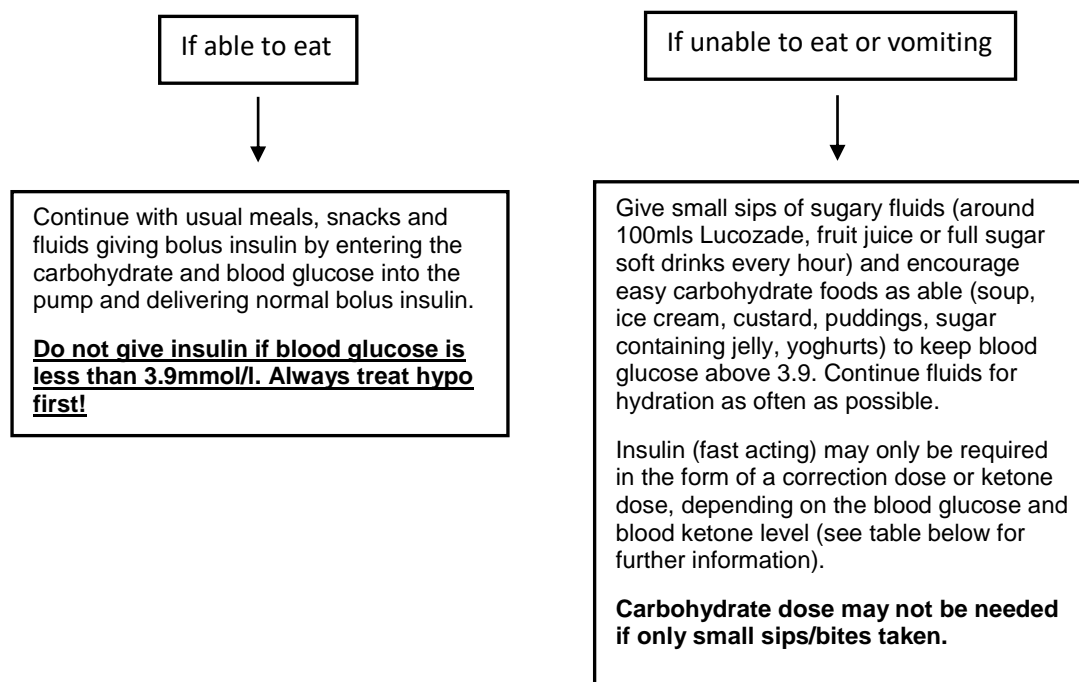 If able to eat
Continue with usual meals, snacks and
fluids giving bolus insulin by entering the
carbohydrate and blood glucose into the
pump and delivering normal bolus insulin.
Do not give insulin if blood glucose is
less than 3.9mmol/l. Always treat hypo
first!
If unable to eat or vomiting
Give small sips of sugary fluids (around
100mls Lucozade, fruit juice or full sugar
soft drinks every hour) and encourage
easy carbohydrate foods as able (soup,
ice cream, custard, puddings, sugar
containing jelly, yoghurts) to keep blood
glucose above 3.9. Continue fluids for
hydration as often as possible.
Insulin (fast acting) may only be required
in the form of a correction dose or ketone
dose, depending on the blood glucose and
blood ketone level (see table below for
further information).
Carbohydrate dose may not be needed
if only small sips/bites taken.